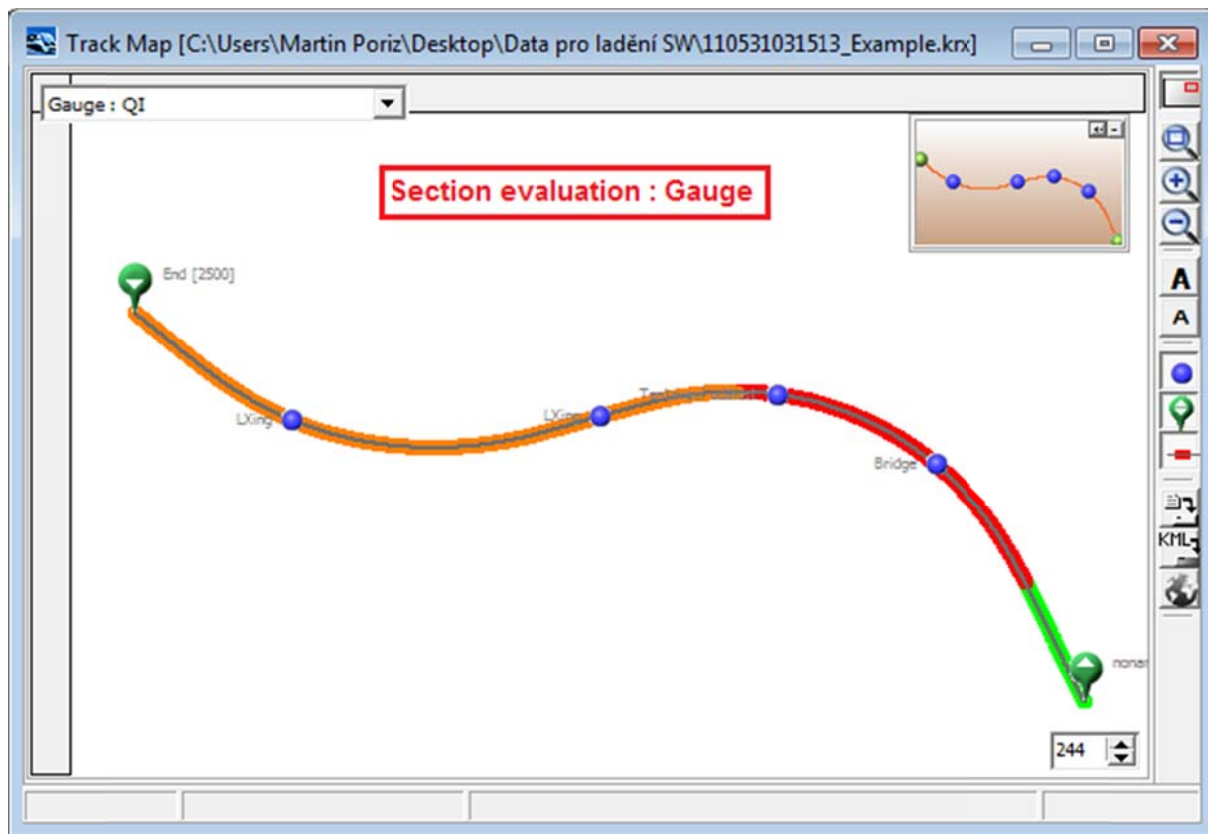 Track Map [C:\Users\Martin Poriz\Desktop\Data pro ladění SW\110531031513_Example.krx]
Gauge : QI
Section evaluation : Gauge
End [2500]
A
A
LXing
LXing
Bridge
KML
nonar
244